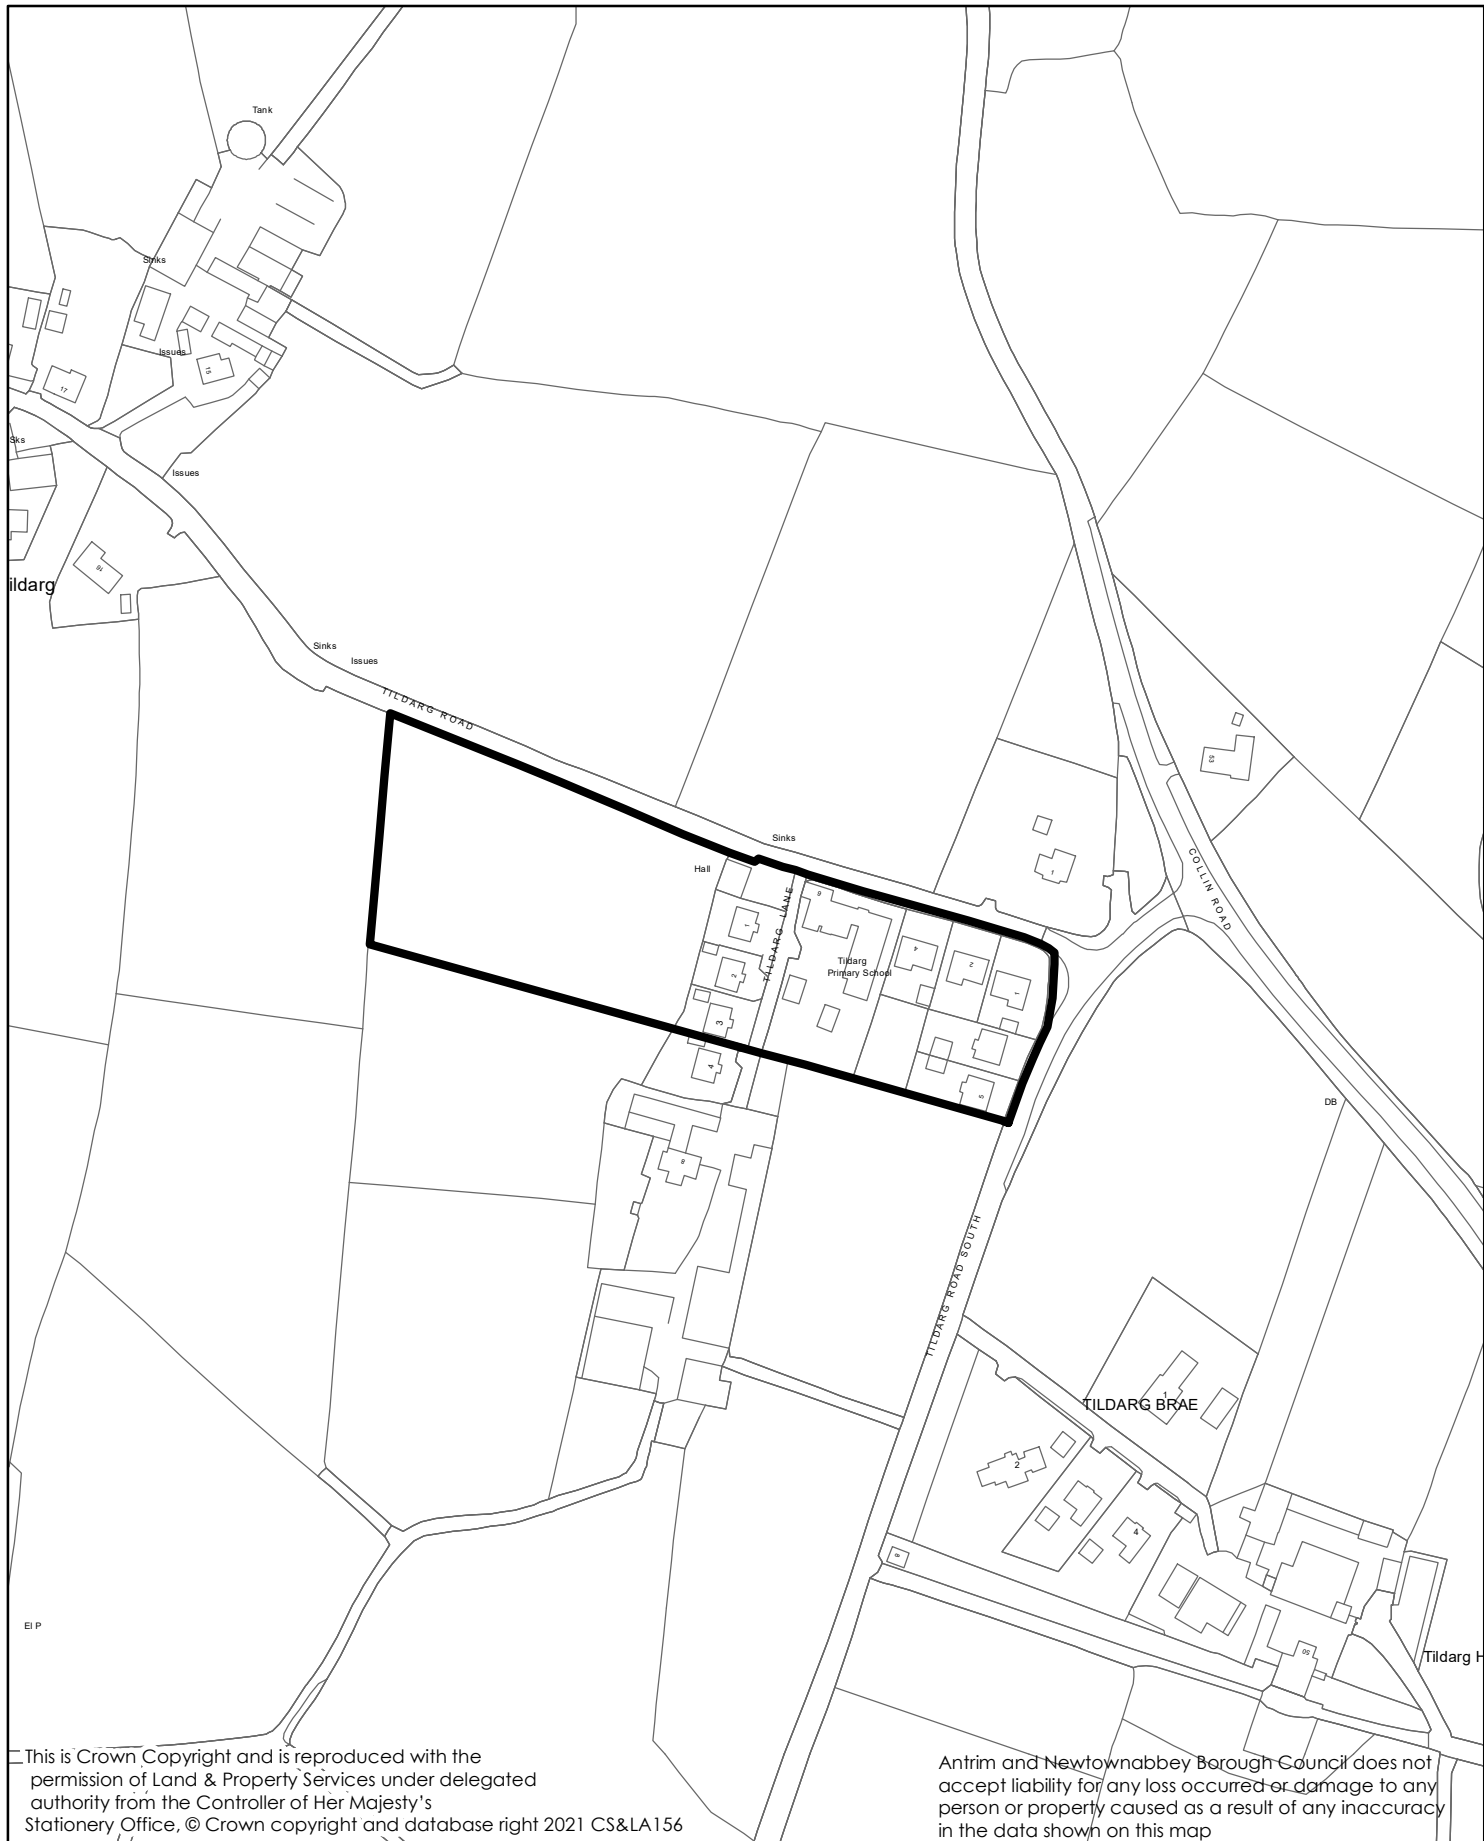 Tank
Sinks
Issues
15
17
Sks
Issues
16
ildarg
Sinks
Issues
TILDARG ROAD
53
Sinks
1
COLLIN ROAD
Hall
TILDARG LANE
6
1
4
2
Tildarg
Primary School
2
1
3
4
5
DB
8
TILDARG ROAD SOUTH
1
TILDARG BRAE
2
4
8
50
El P
Tildarg H
This is Crown Copyright and is reproduced with the
permission of Land & Property Services under delegated
authority from the Controller of Her Majesty's
Stationery Office, © Crown copyright and database right 2021 CS&LA156
Antrim and Newtownabbey Borough Council does not
accept liability for any loss occurred or damage to any
person or property caused as a result of any inaccuracy
in the data shown on this map